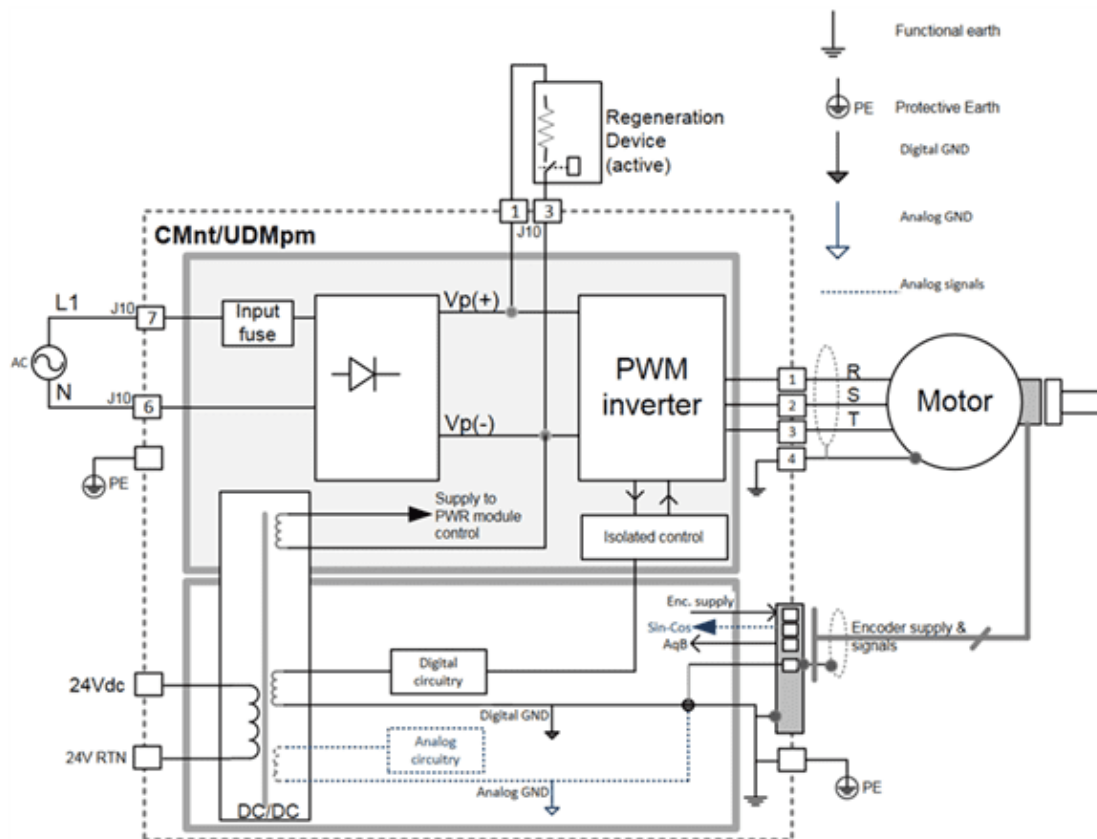 Functional earth
PE
Protective Earth
Digital GND
Analog GND
Analog signals
Regeneration
Device
(active)
1
3
J10
CMnt/UDMpm
L1
J10
7
Input
fuse
Vp(+)
AC
N
J10
6
Vp(-)
PWM
inverter
1
R
2
S
3
T
4
Motor
PE
Supply to
PWR module
control
Isolated control
Enc. supply
Sin-Cos
AqB
Encoder supply &
signals
24Vdc
Digital
circuitry
Digital GND
24V RTN
Analog
circuitry
Analog GND
DC/DC
PE